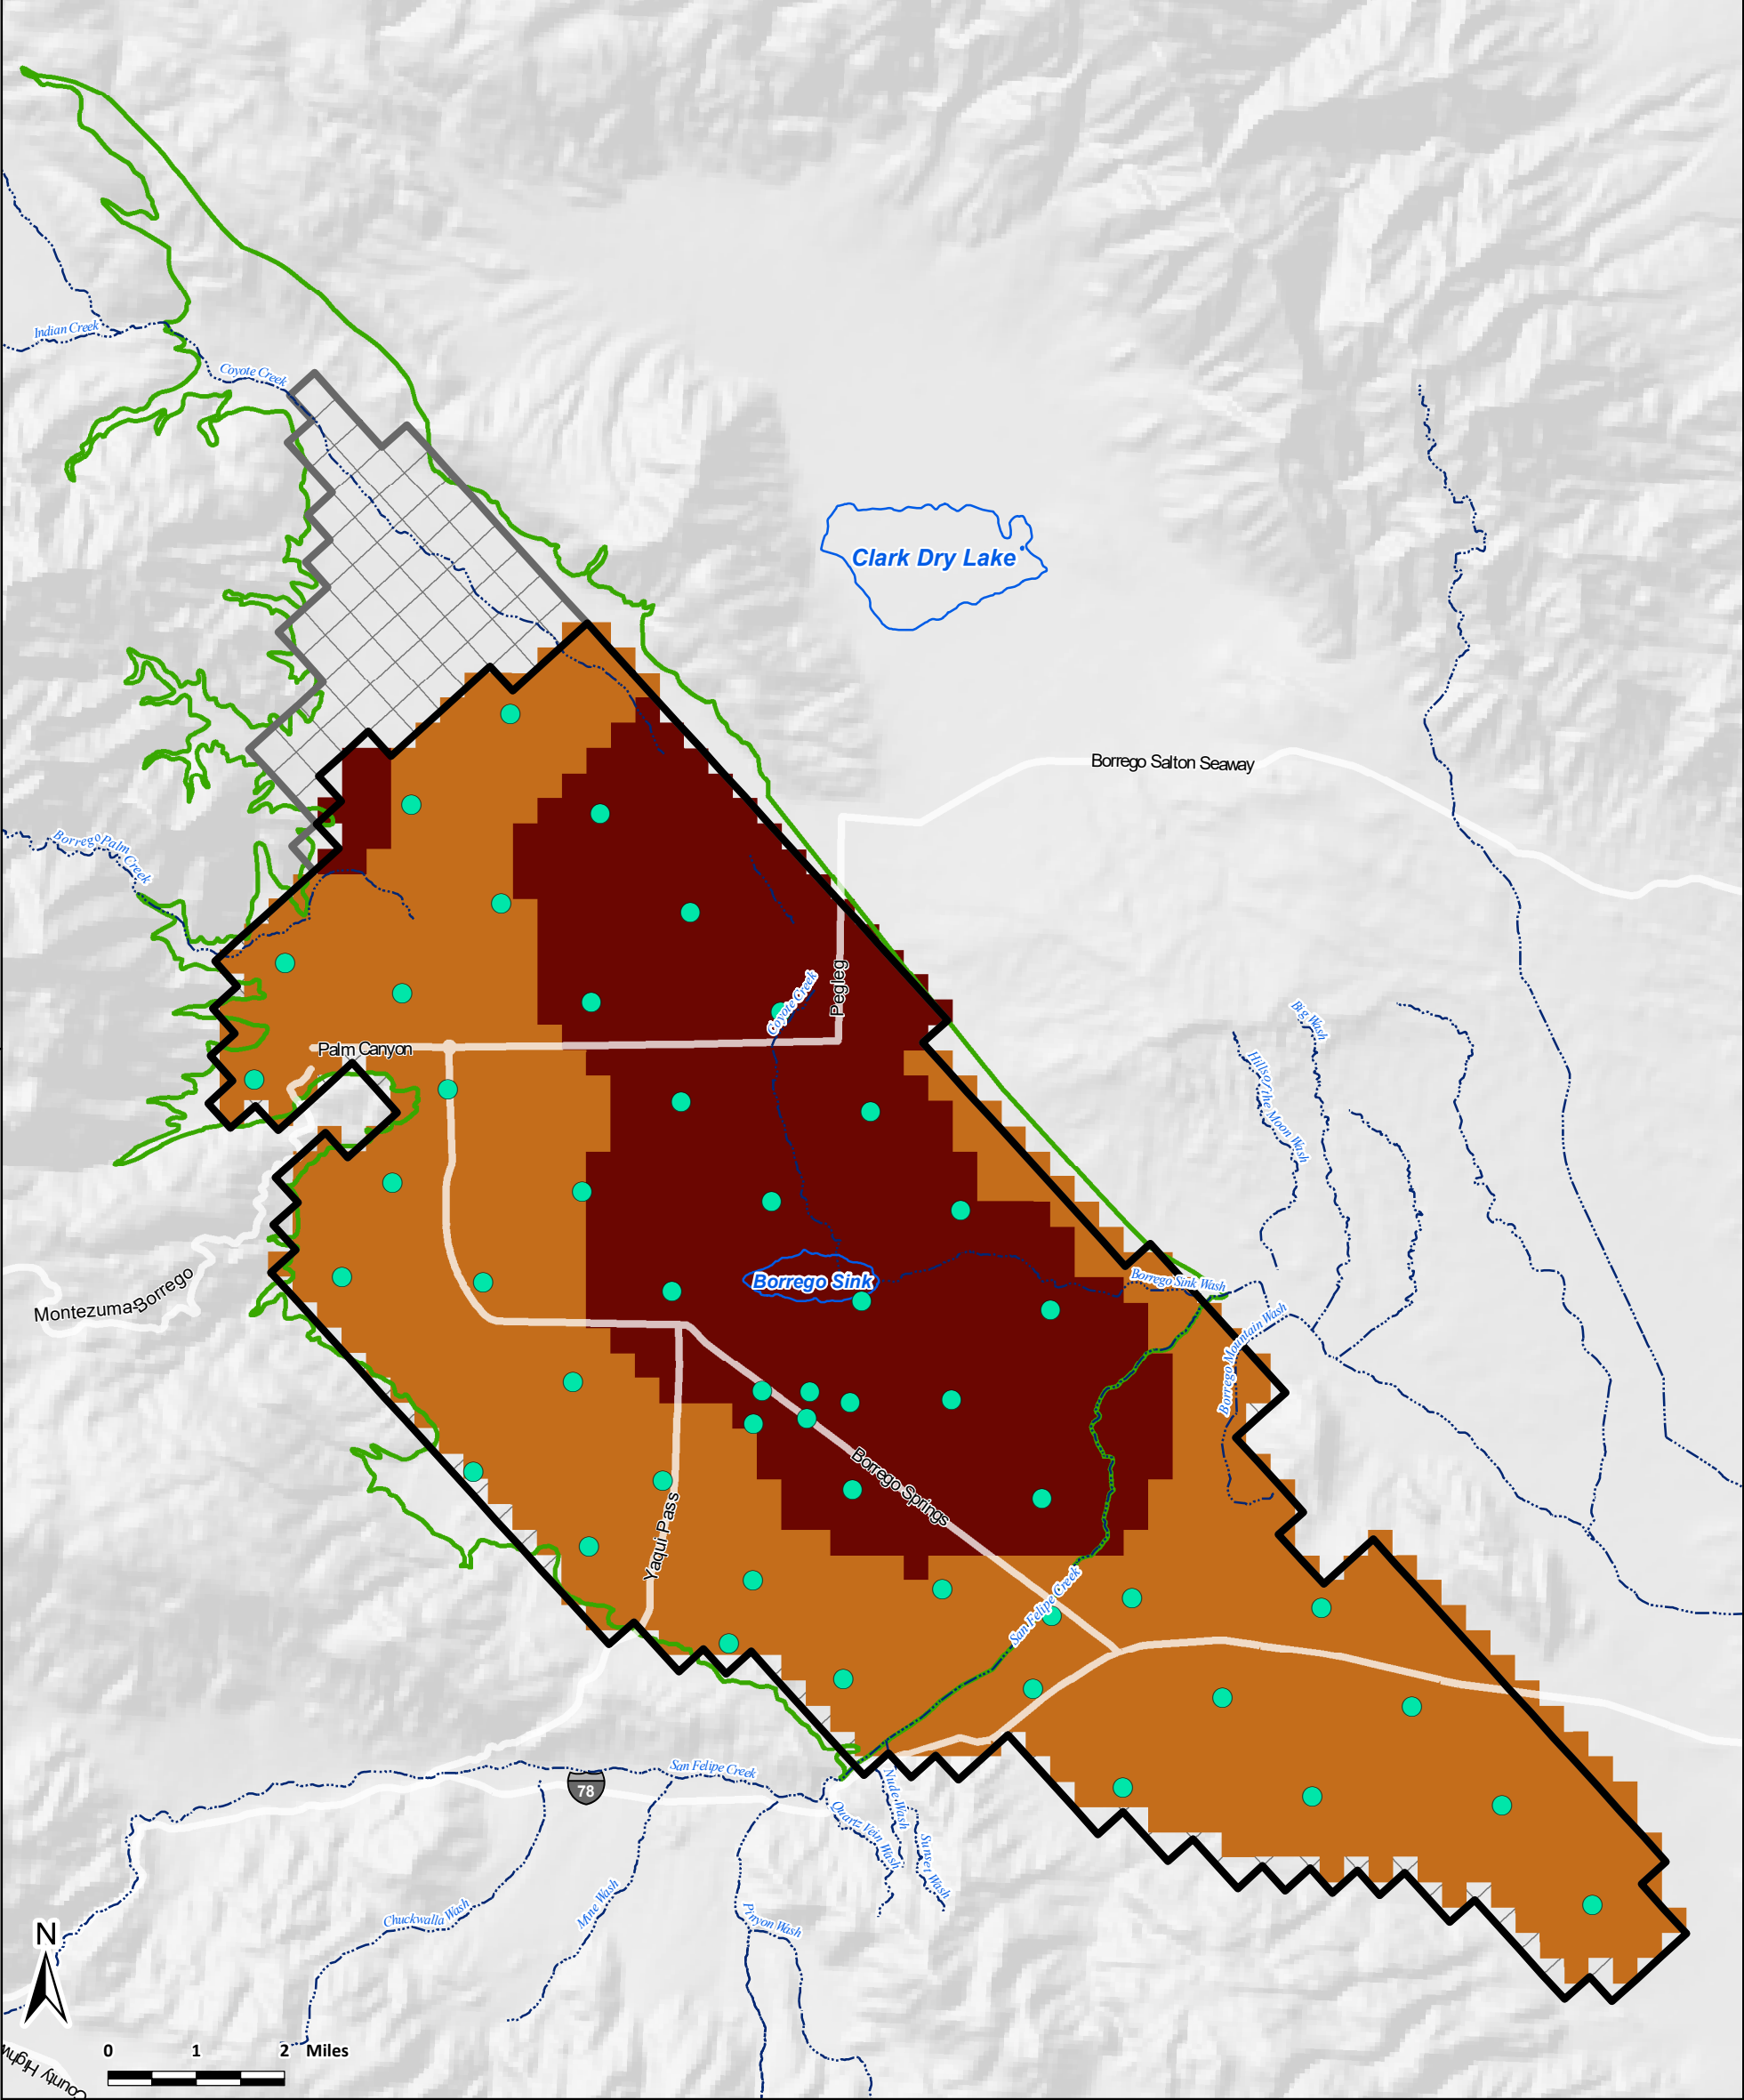 Indian Creek
Coyote Creek
Clark Dry Lake
Borrego Salton Seaway
Borrego Palm Creek
Pegleg
Coyote Creek
Palm Canyon
Big Wash
Hills of the Moon Wash
Montezuma-Borrego
Borrego Sink
Borrego Sink Wash
Borrego Mountain Wash
Borrego Springs
Yaqui Pass
San Felipe Creek
San Felipe Creek
78
Nude Wash
Quartz Vein Wash
Sunset Wash
Chuckwalla Wash
Mine Wash
Pinyon Wash
N
0 1 2 Miles
County Highw